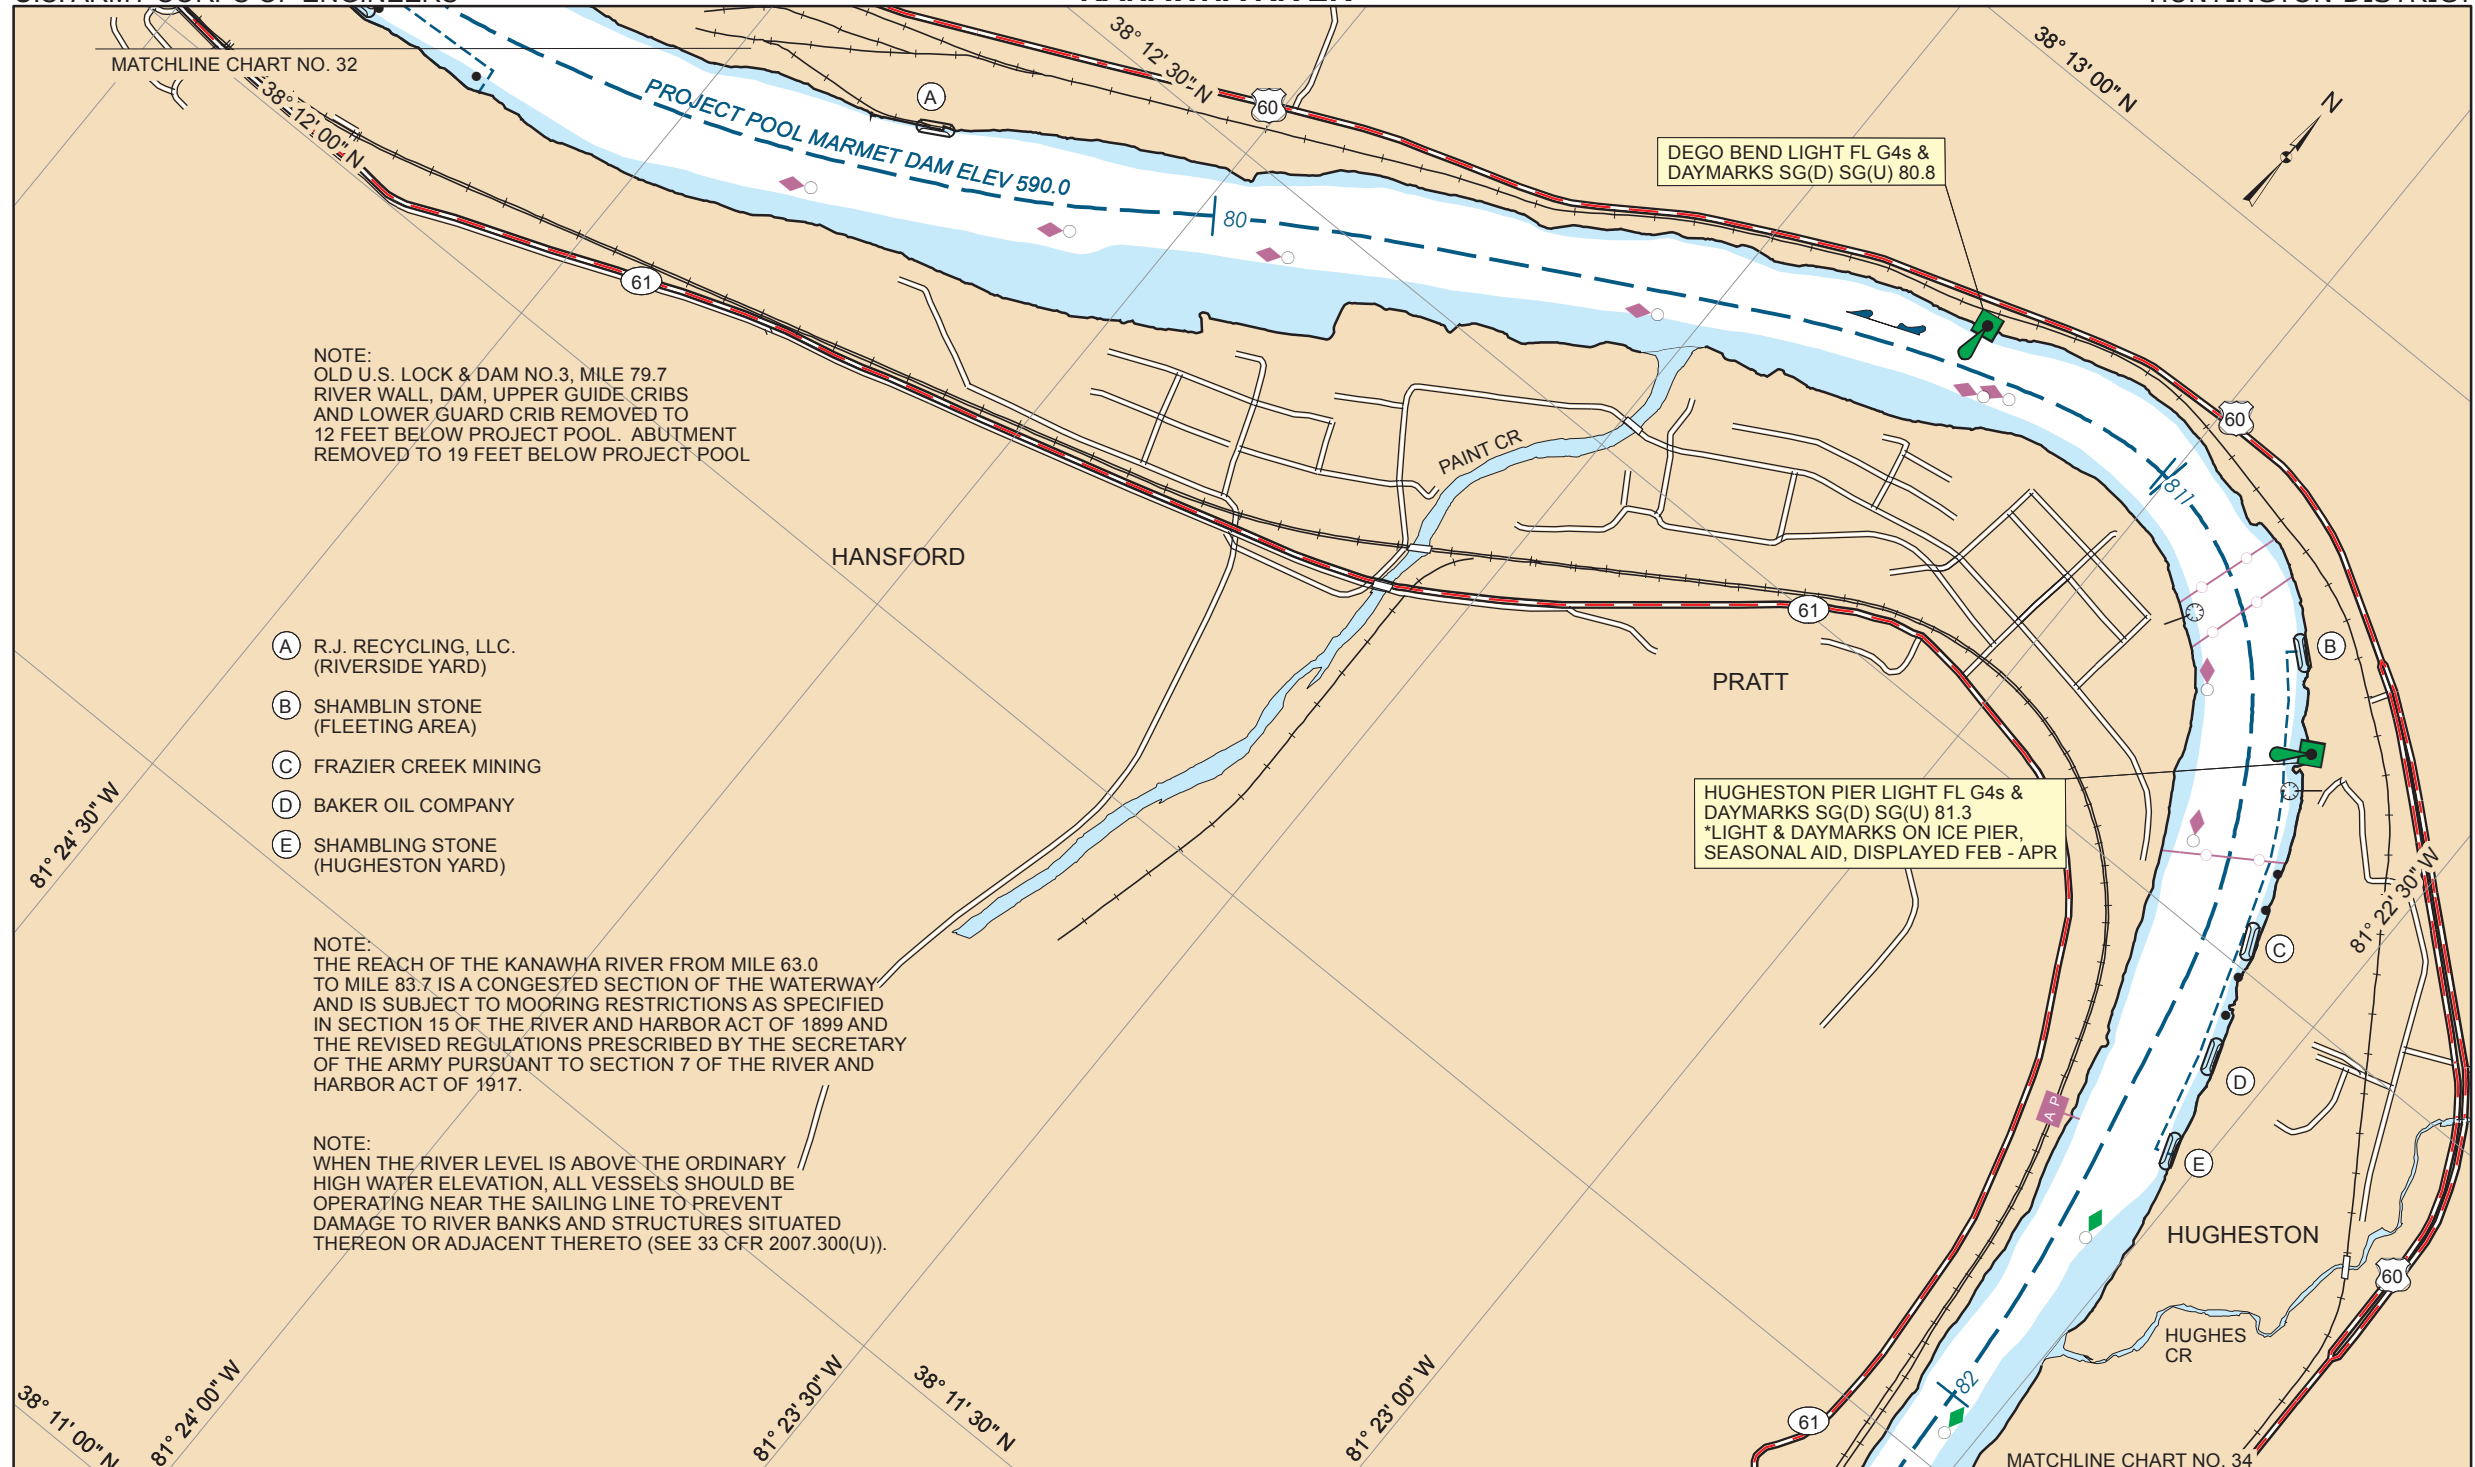 U.S. ARMY CORPS OF ENGINEERS
KANAWHA RIVER
HUNTINGTON DISTRICT
MATCHLINE CHART NO. 32
38° 12' 00" N
38° 12' 30" N
38° 13' 00" N
N
A
60
PROJECT POOL MARMET DAM ELEV 590.0
DEGO BEND LIGHT FL G4s &
DAYMARKS SG(D) SG(U) 80.8
80
61
NOTE:
OLD U.S. LOCK & DAM NO.3, MILE 79.7
RIVER WALL, DAM, UPPER GUIDE CRIBS
AND LOWER GUARD CRIB REMOVED TO
12 FEET BELOW PROJECT POOL. ABUTMENT
REMOVED TO 19 FEET BELOW PROJECT POOL
60
PAINT CR
811
HANSFORD
61
PRATT
B
A R.J. RECYCLING, LLC.
(RIVERSIDE YARD)
B SHAMBLIN STONE
(FLEETING AREA)
C FRAZIER CREEK MINING
D BAKER OIL COMPANY
E SHAMBLING STONE
(HUGHESTON YARD)
HUGHESTON PIER LIGHT FL G4s &
DAYMARKS SG(D) SG(U) 81.3
*LIGHT & DAYMARKS ON ICE PIER,
SEASONAL AID, DISPLAYED FEB - APR
81° 24' 30" W
81° 22' 30" W
C
NOTE:
THE REACH OF THE KANAWHA RIVER FROM MILE 63.0
TO MILE 83.7 IS A CONGESTED SECTION OF THE WATERWAY
AND IS SUBJECT TO MOORING RESTRICTIONS AS SPECIFIED
IN SECTION 15 OF THE RIVER AND HARBOR ACT OF 1899 AND
THE REVISED REGULATIONS PRESCRIBED BY THE SECRETARY
OF THE ARMY PURSUANT TO SECTION 7 OF THE RIVER AND
HARBOR ACT OF 1917.
D
A P
E
NOTE:
WHEN THE RIVER LEVEL IS ABOVE THE ORDINARY
HIGH WATER ELEVATION, ALL VESSELS SHOULD BE
OPERATING NEAR THE SAILING LINE TO PREVENT
DAMAGE TO RIVER BANKS AND STRUCTURES SITUATED
THEREON OR ADJACENT THERETO (SEE 33 CFR 2007.300(U)).
HUGHESTON
60
HUGHES
CR
82
61
38° 11' 00" N
81° 24' 00" W
81° 23' 30" W
38° 11' 30" N
81° 23' 00" W
MATCHLINE CHART NO. 34